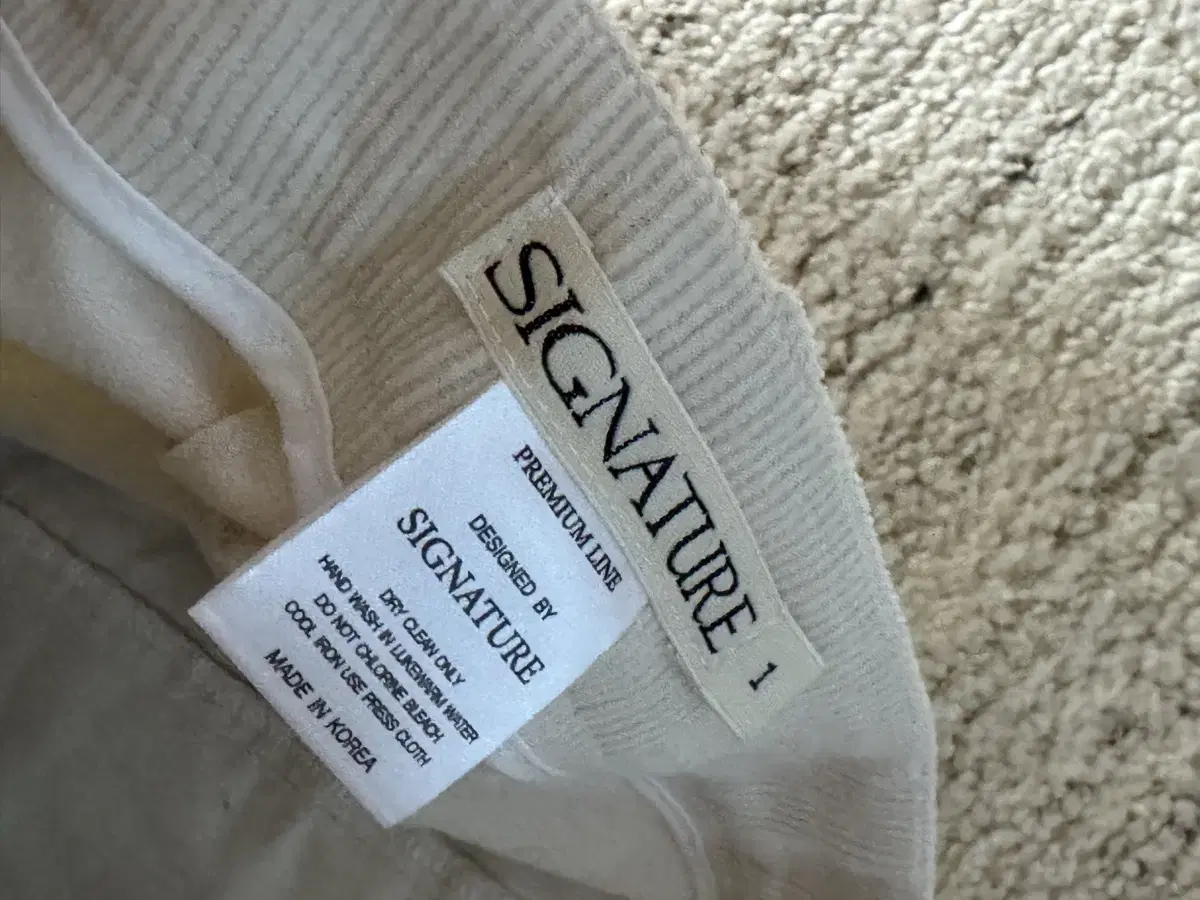 SIGNATURE 1
PREMIUM LINE
DESIGNED BY
SIGNATURE
DRY CLEAN ONLY
HAND WASH IN LUKEWARM WATER
DO NOT CHLORINE BLEACH
COOL IRON USE PRESS CLOTH
MADE IN KOREA